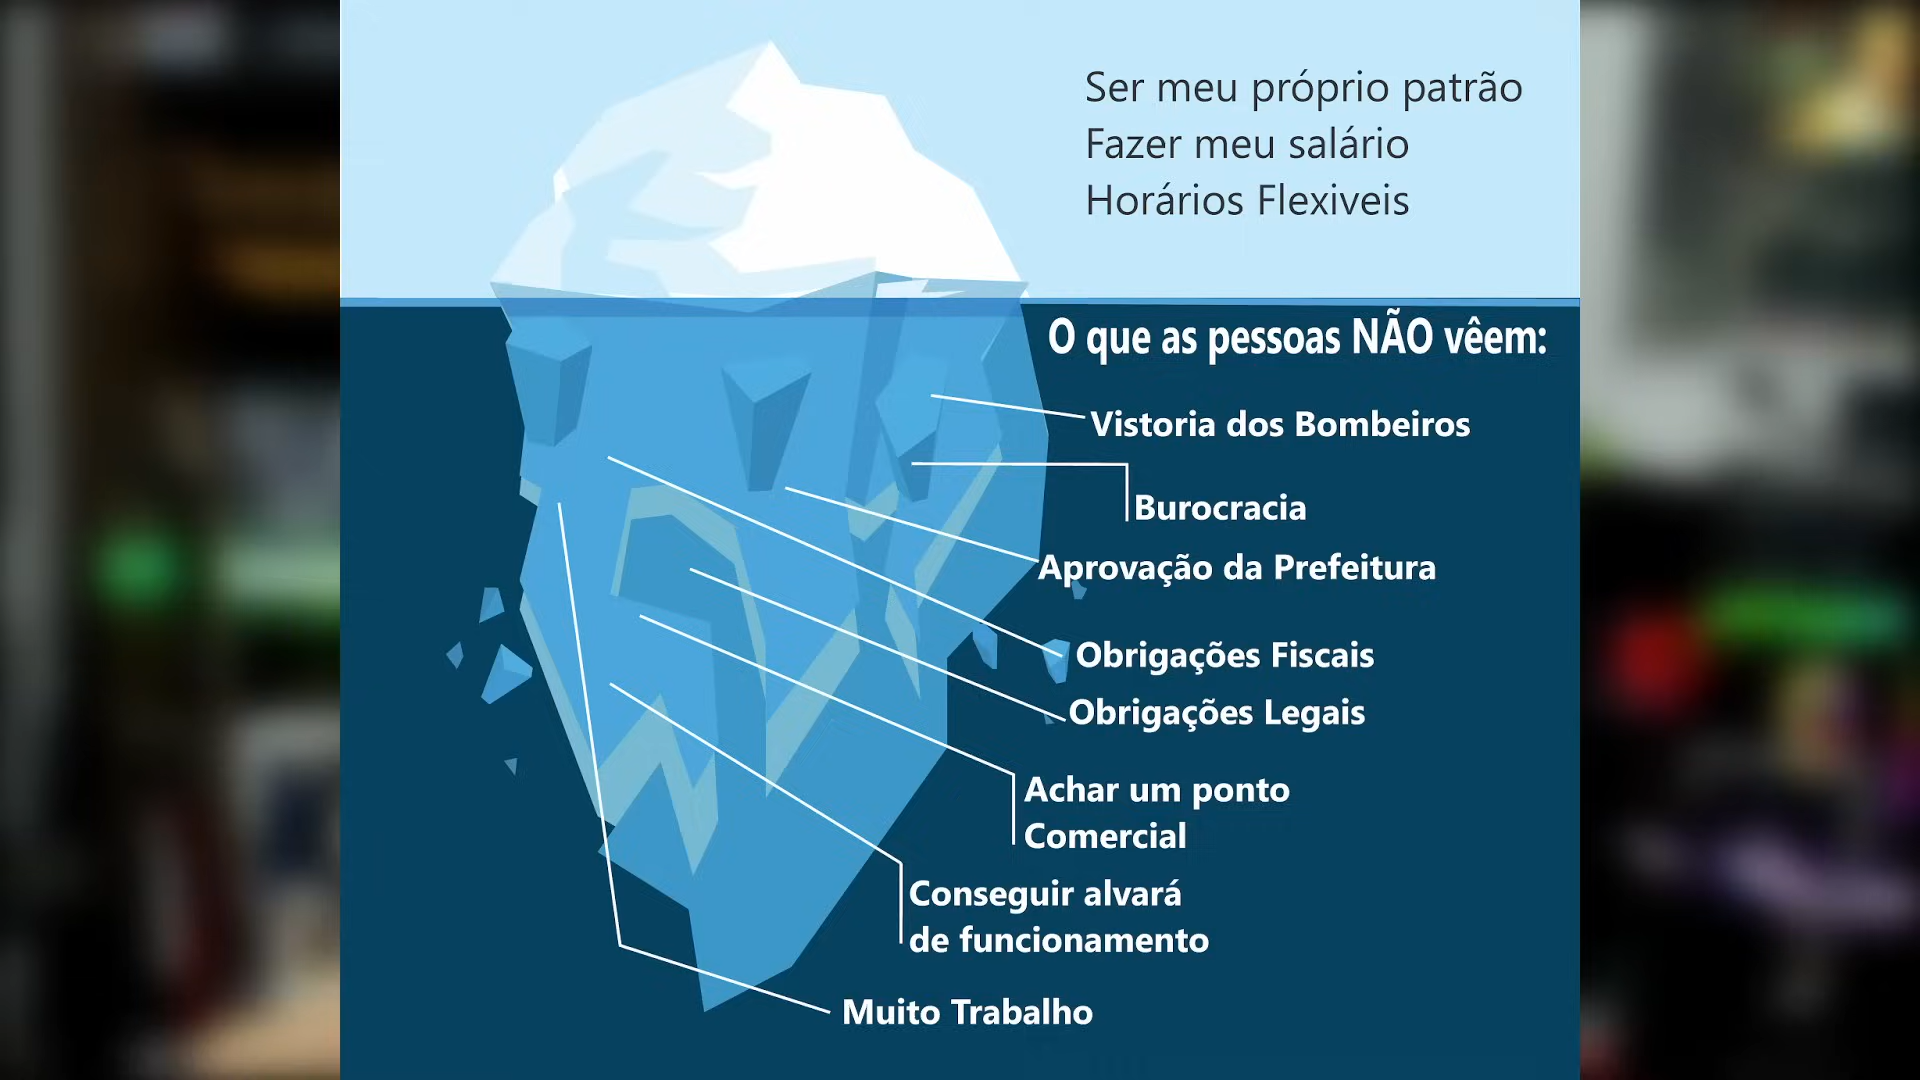 Ser meu próprio patrão
Fazer meu salário
Horários Flexiveis
O que as pessoas NÃO vêem:
Vistoria dos Bombeiros
Burocracia
Aprovação da Prefeitura
Obrigações Fiscais
Obrigações Legais
Achar um ponto
Comercial
Conseguir alvará
de funcionamento
Muito Trabalho